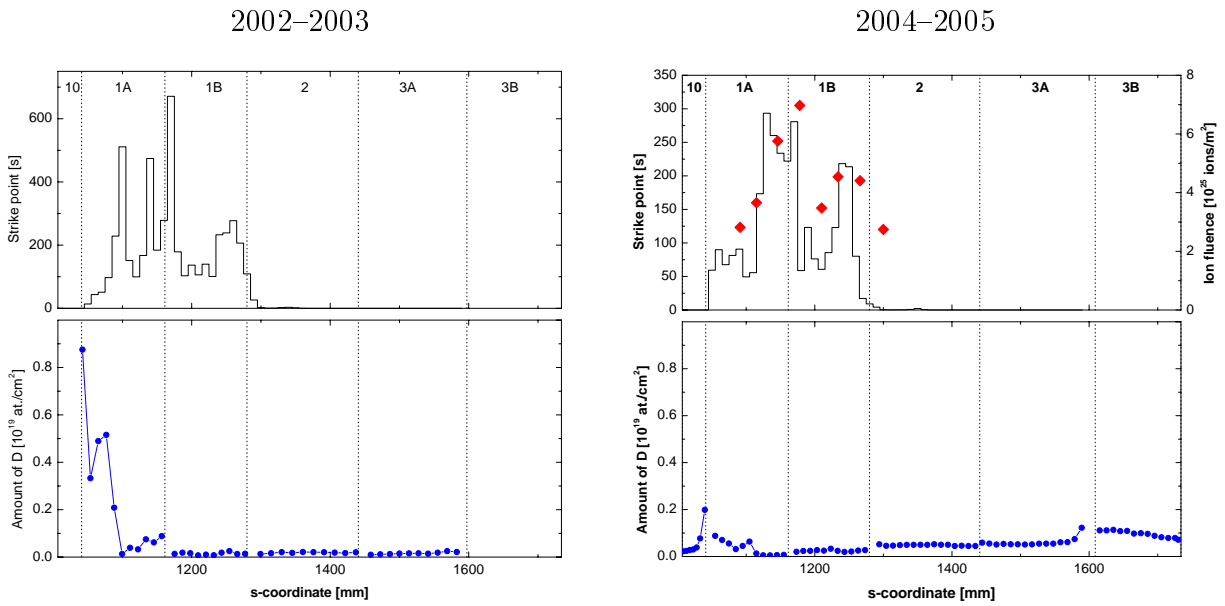 2002–2003
2004–2005
10 1A 1B 2 3A 3B
600
400
200
0
Strike point [s]
0.8
0.6
0.4
0.2
0.0
Amount of D [10¹⁹ at./cm²]
1200 1400 1600
s-coordinate [mm]
10 1A 1B 2 3A 3B
350
300
250
200
150
100
50
0
Strike point [s]
8
6
4
2
0
Ion fluence [10²⁵ ions/m²]
0.8
0.6
0.4
0.2
0.0
Amount of D [10¹⁹ at./cm²]
1200 1400 1600
s-coordinate [mm]